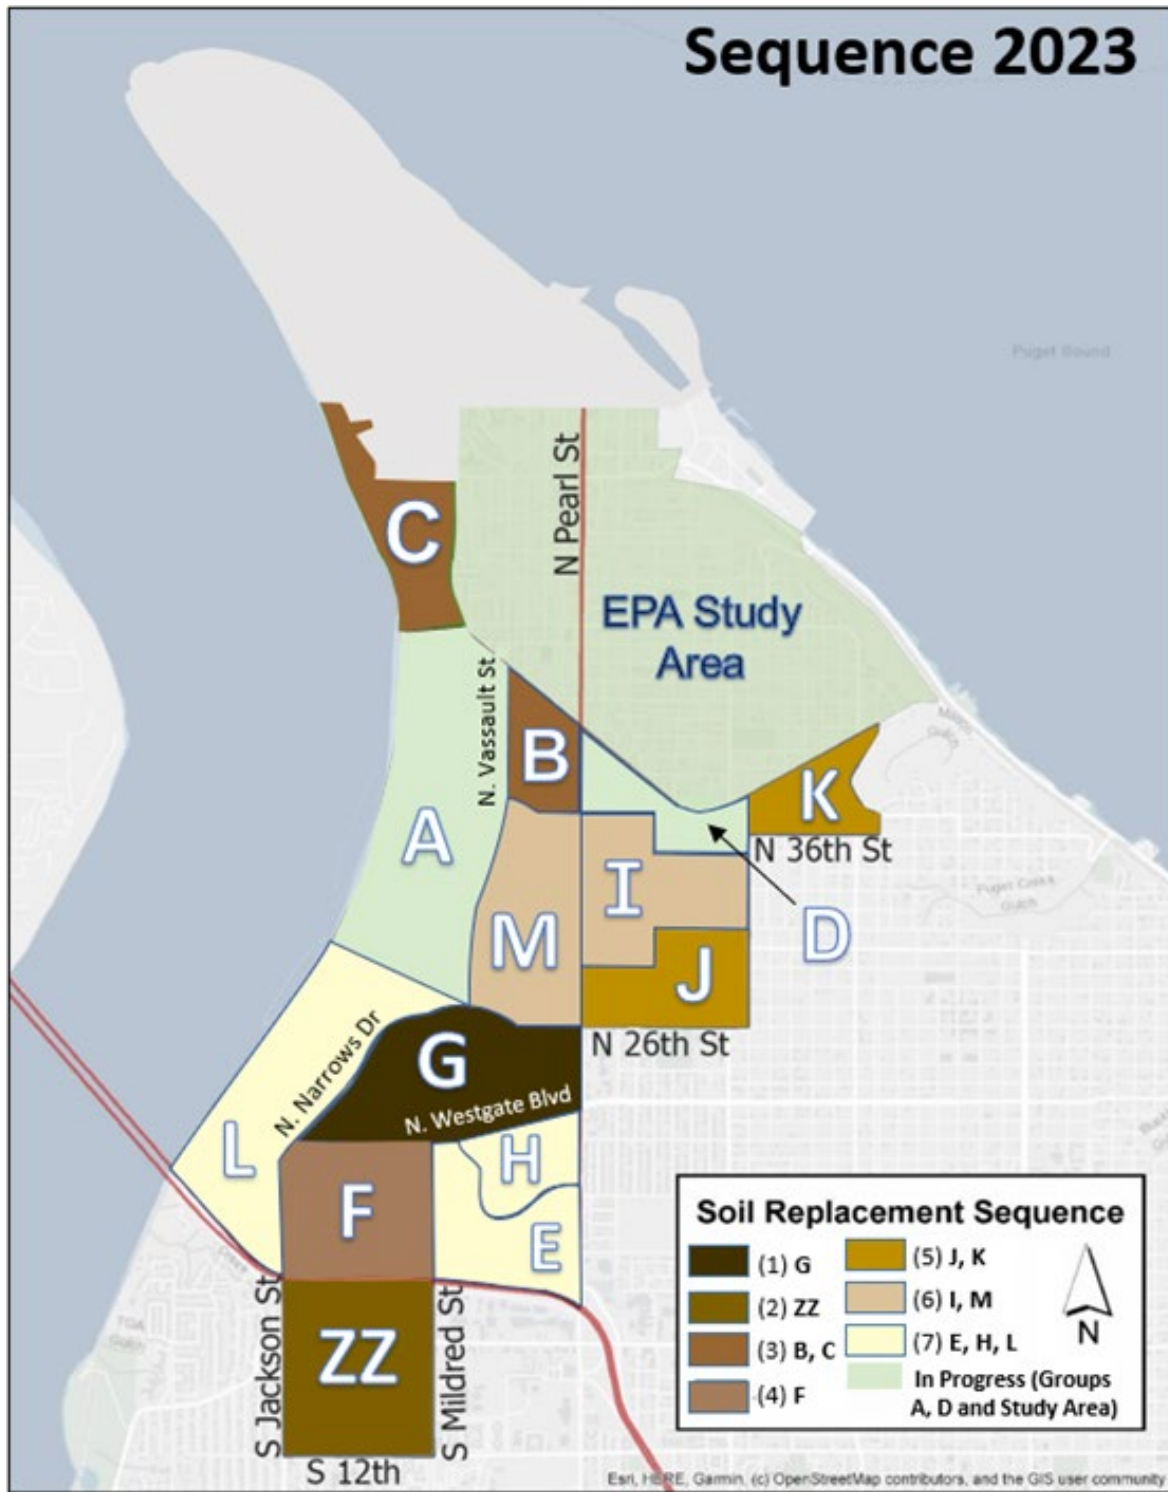 Sequence 2023
Puget Sound
N Pearl St
C
EPA Study
Area
N. Vassault St
B
K
A
N 36th St
I
D
M
J
N 26th St
G
N. Narrows Dr
N. Westgate Blvd
H
L
F
E
S Jackson St
ZZ
S Mildred St
S 12th
Soil Replacement Sequence
(1) G
(2) ZZ
(3) B, C
(4) F
(5) J, K
(6) I, M
(7) E, H, L
In Progress (Groups
A, D and Study Area)
N
Esri, HERE, Garmin, (c) OpenStreetMap contributors, and the GIS user community